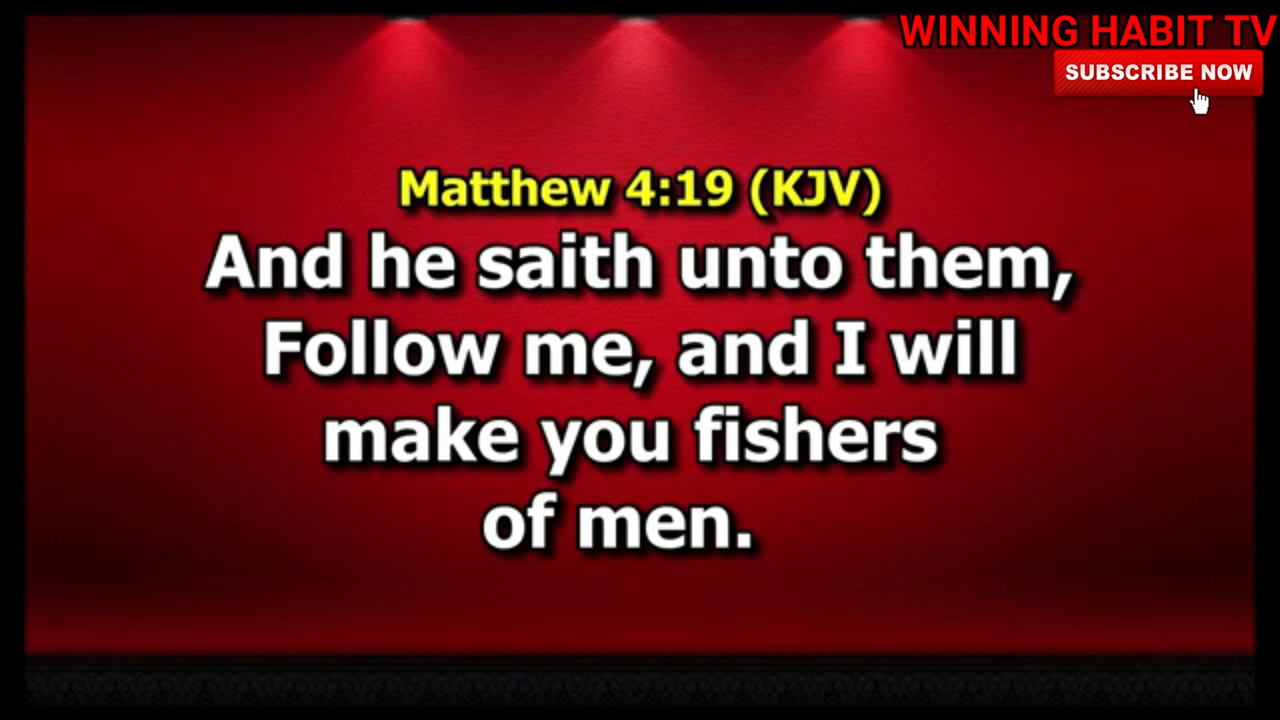 WINNING HABIT TV
SUBSCRIBE NOW
Matthew 4:19 (KJV)
And he saith unto them,
Follow me, and I will
make you fishers
of men.